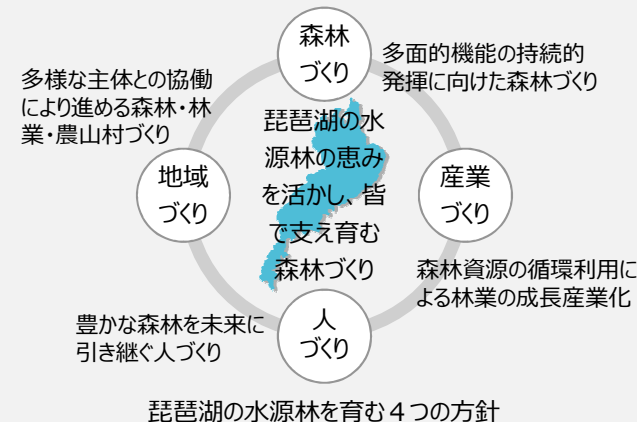 森林
づくり
多面的機能の持続的
発揮に向けた森林づくり
多様な主体との協働
により進める森林・林
業・農山村づくり
琵琶湖の水
源林の恵み
を活かし、皆
で支え育む
森林づくり
地域
づくり
産業
づくり
森林資源の循環利用に
よる林業の成長産業化
豊かな森林を未来に
引き継ぐ人づくり
人
づくり
琵琶湖の水源林を育む４つの方針